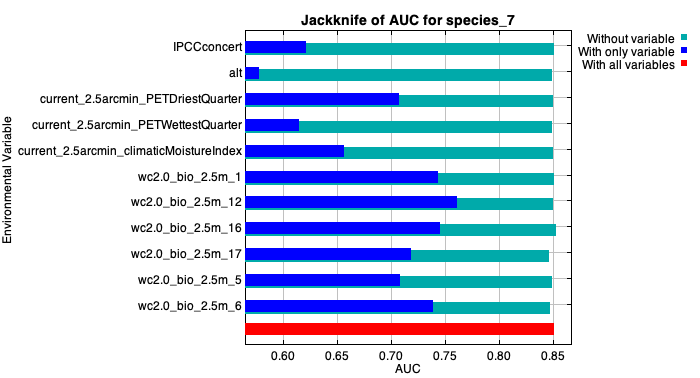 Jackknife of AUC for species_7
Without variable
With only variable
With all variables
Environmental Variable
IPCCconcert
alt
current_2.5arcmin_PETDriestQuarter
current_2.5arcmin_PETWettestQuarter
current_2.5arcmin_climaticMoistureIndex
wc2.0_bio_2.5m_1
wc2.0_bio_2.5m_12
wc2.0_bio_2.5m_16
wc2.0_bio_2.5m_17
wc2.0_bio_2.5m_5
wc2.0_bio_2.5m_6
0.60 0.65 0.70 0.75 0.80 0.85
AUC